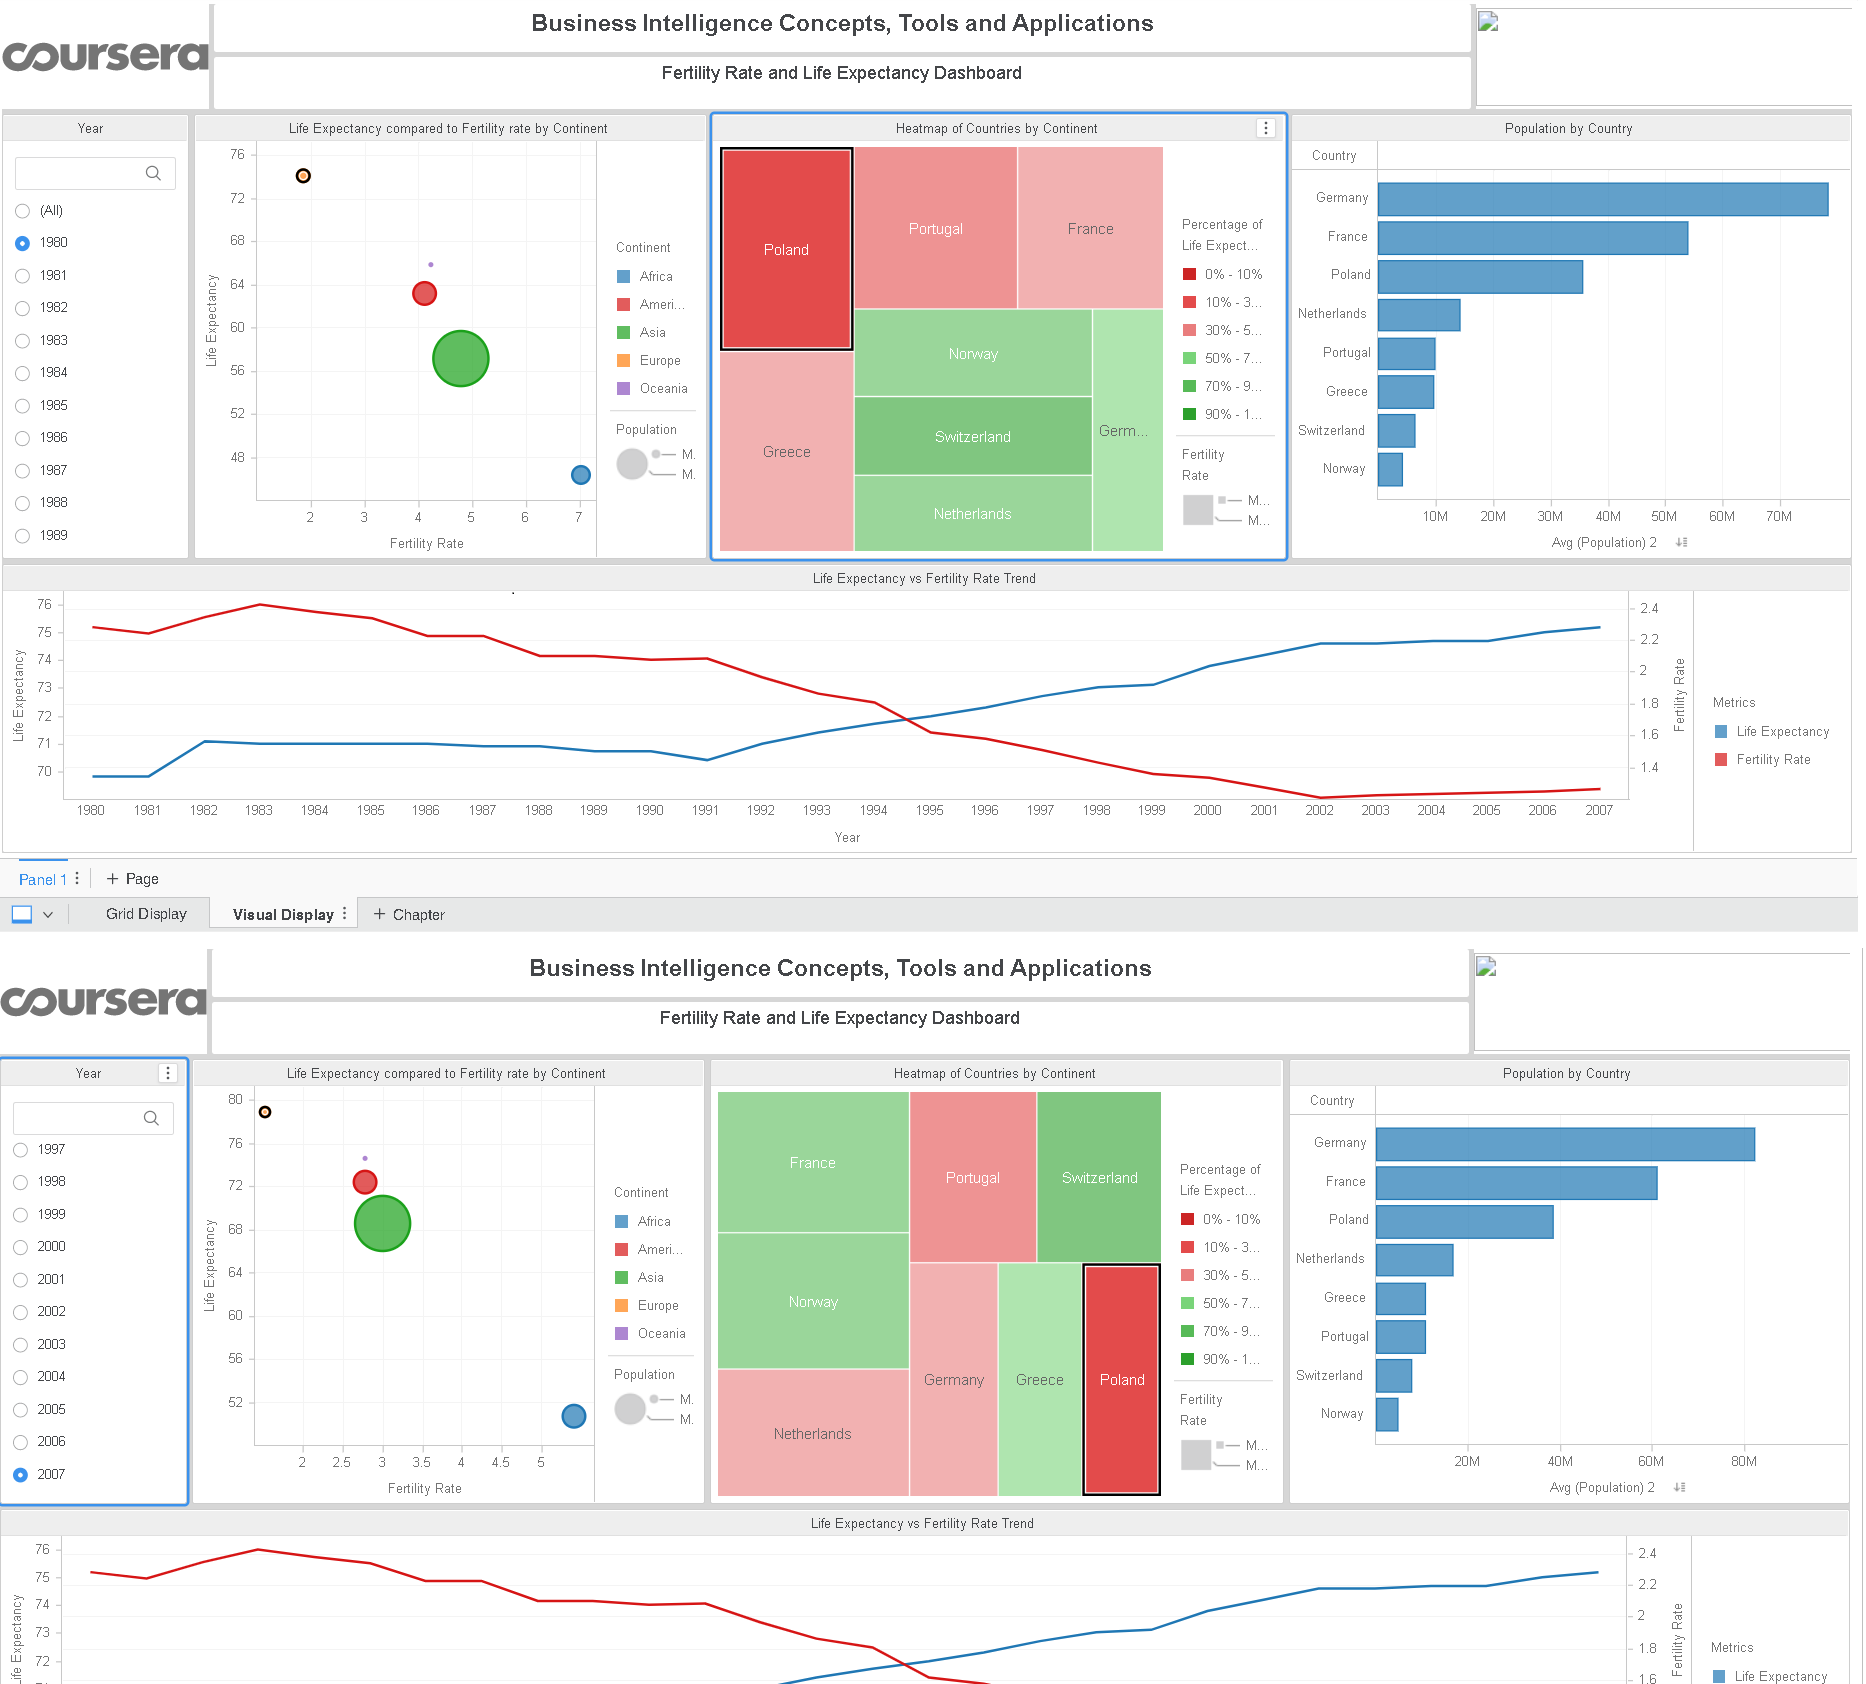 Business Intelligence Concepts, Tools and Applications
coursera
Fertility Rate and Life Expectancy Dashboard
Year
(All)
1980
1981
1982
1983
1984
1985
1986
1987
1988
1989
Life Expectancy compared to Fertility rate by Continent
Life Expectancy
76
72
68
64
60
56
52
48
2 3 4 5 6 7
Fertility Rate
Continent
Africa
Ameri...
Asia
Europe
Oceania
Population
M.
M.
Heatmap of Countries by Continent
Poland
Portugal
France
Norway
Switzerland
Germ...
Greece
Netherlands
Percentage of
Life Expect...
0% - 10%
10% - 3...
30% - 5...
50% - 7...
70% - 9...
90% - 1...
Fertility
Rate
M...
M...
Population by Country
Country
Germany
France
Poland
Netherlands
Portugal
Greece
Switzerland
Norway
10M 20M 30M 40M 50M 60M 70M
Avg (Population) 2
Life Expectancy vs Fertility Rate Trend
Life Expectancy
76
75
74
73
72
71
70
2.4
2.2
2
1.8
1.6
1.4
Fertility Rate
1980 1981 1982 1983 1984 1985 1986 1987 1988 1989 1990 1991 1992 1993 1994 1995 1996 1997 1998 1999 2000 2001 2002 2003 2004 2005 2006 2007
Year
Metrics
Life Expectancy
Fertility Rate
Panel 1
+ Page
Grid Display
Visual Display
+ Chapter
Business Intelligence Concepts, Tools and Applications
coursera
Fertility Rate and Life Expectancy Dashboard
Year
1997
1998
1999
2000
2001
2002
2003
2004
2005
2006
2007
Life Expectancy compared to Fertility rate by Continent
Life Expectancy
80
76
72
68
64
60
56
52
2 2.5 3 3.5 4 4.5 5
Fertility Rate
Continent
Africa
Ameri...
Asia
Europe
Oceania
Population
M.
M.
Heatmap of Countries by Continent
France
Portugal
Switzerland
Norway
Germany
Greece
Poland
Netherlands
Percentage of
Life Expect...
0% - 10%
10% - 3...
30% - 5...
50% - 7...
70% - 9...
90% - 1...
Fertility
Rate
M...
M...
Population by Country
Country
Germany
France
Poland
Netherlands
Greece
Portugal
Switzerland
Norway
20M 40M 60M 80M
Avg (Population) 2
Life Expectancy vs Fertility Rate Trend
Life Expectancy
76
75
74
73
72
2.4
2.2
2
1.8
1.6
Fertility Rate
Metrics
Life Expectancy